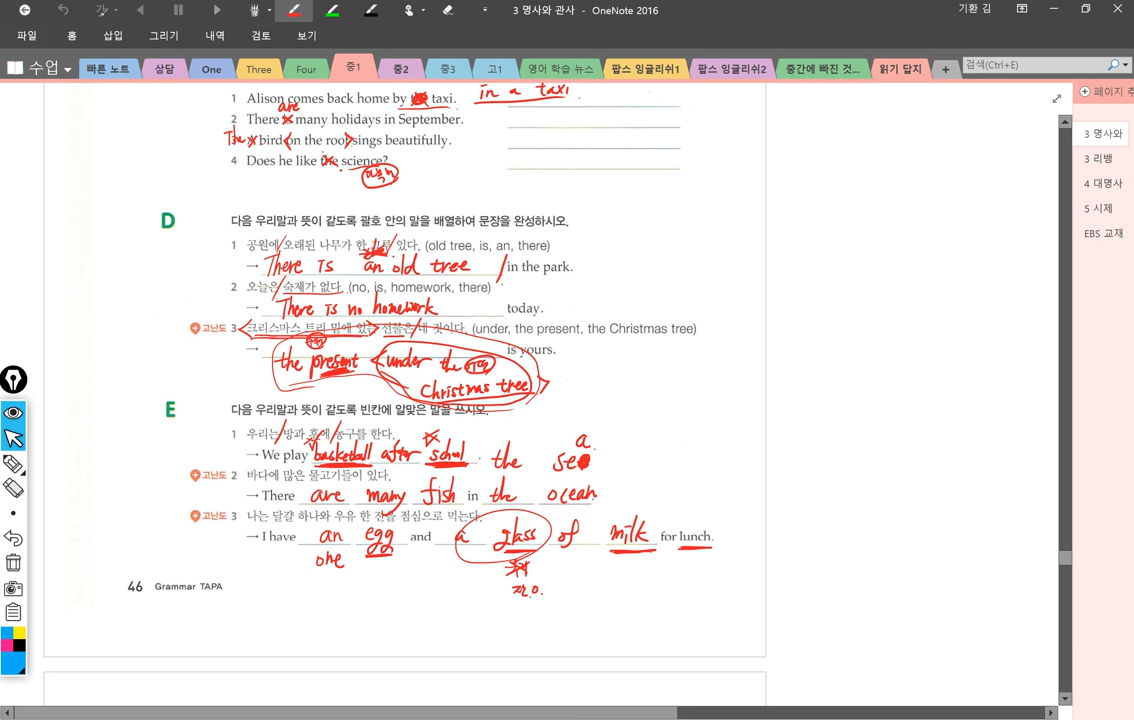 3 명사와 관사 - OneNote 2016
기환 김
파일 홈 삽입 그리기 내역 검토 보기
수업 빠른 노트 상담 One Three Four 중1 중2 중3 고1 영어 학습 뉴스 팝스 잉글리쉬1 팝스 잉글리쉬2 중간에 빠진 것... 읽기 답지 + 검색(Ctrl+E)
페이지 추
3 명사와
3 리뱅
4 대명사
5 시제
EBS 교재
1 Alison comes back home by taxi. in a taxi
are
2 There many holidays in September.
The
3 bird on the roof sings beautifully.
4 Does he like the science?
D 다음 우리말과 뜻이 같도록 괄호 안의 말을 배열하여 문장을 완성하시오.
1 공원에 오래된 나무가 한 그루 있다. (old tree, is, an, there)
→ There is an old tree in the park.
2 오늘은 숙제가 없다. (no, is, homework, there)
→ There is no homework today.
고난도 3 크리스마스 트리 밑에 있는 선물은 네 것이다. (under, the present, the Christmas tree)
→ is yours.
the present under the
Christmas tree
E 다음 우리말과 뜻이 같도록 빈칸에 알맞은 말을 쓰시오.
1 우리는 방과 후에 농구를 한다.
a
→ We play basketball after school. the sea
고난도 2 바다에 많은 물고기들이 있다.
→ There are many fish in the ocean
고난도 3 나는 달걀 하나와 우유 한 잔을 점심으로 먹는다.
→ I have an egg and a glass of milk for lunch.
one
46 Grammar TAPA